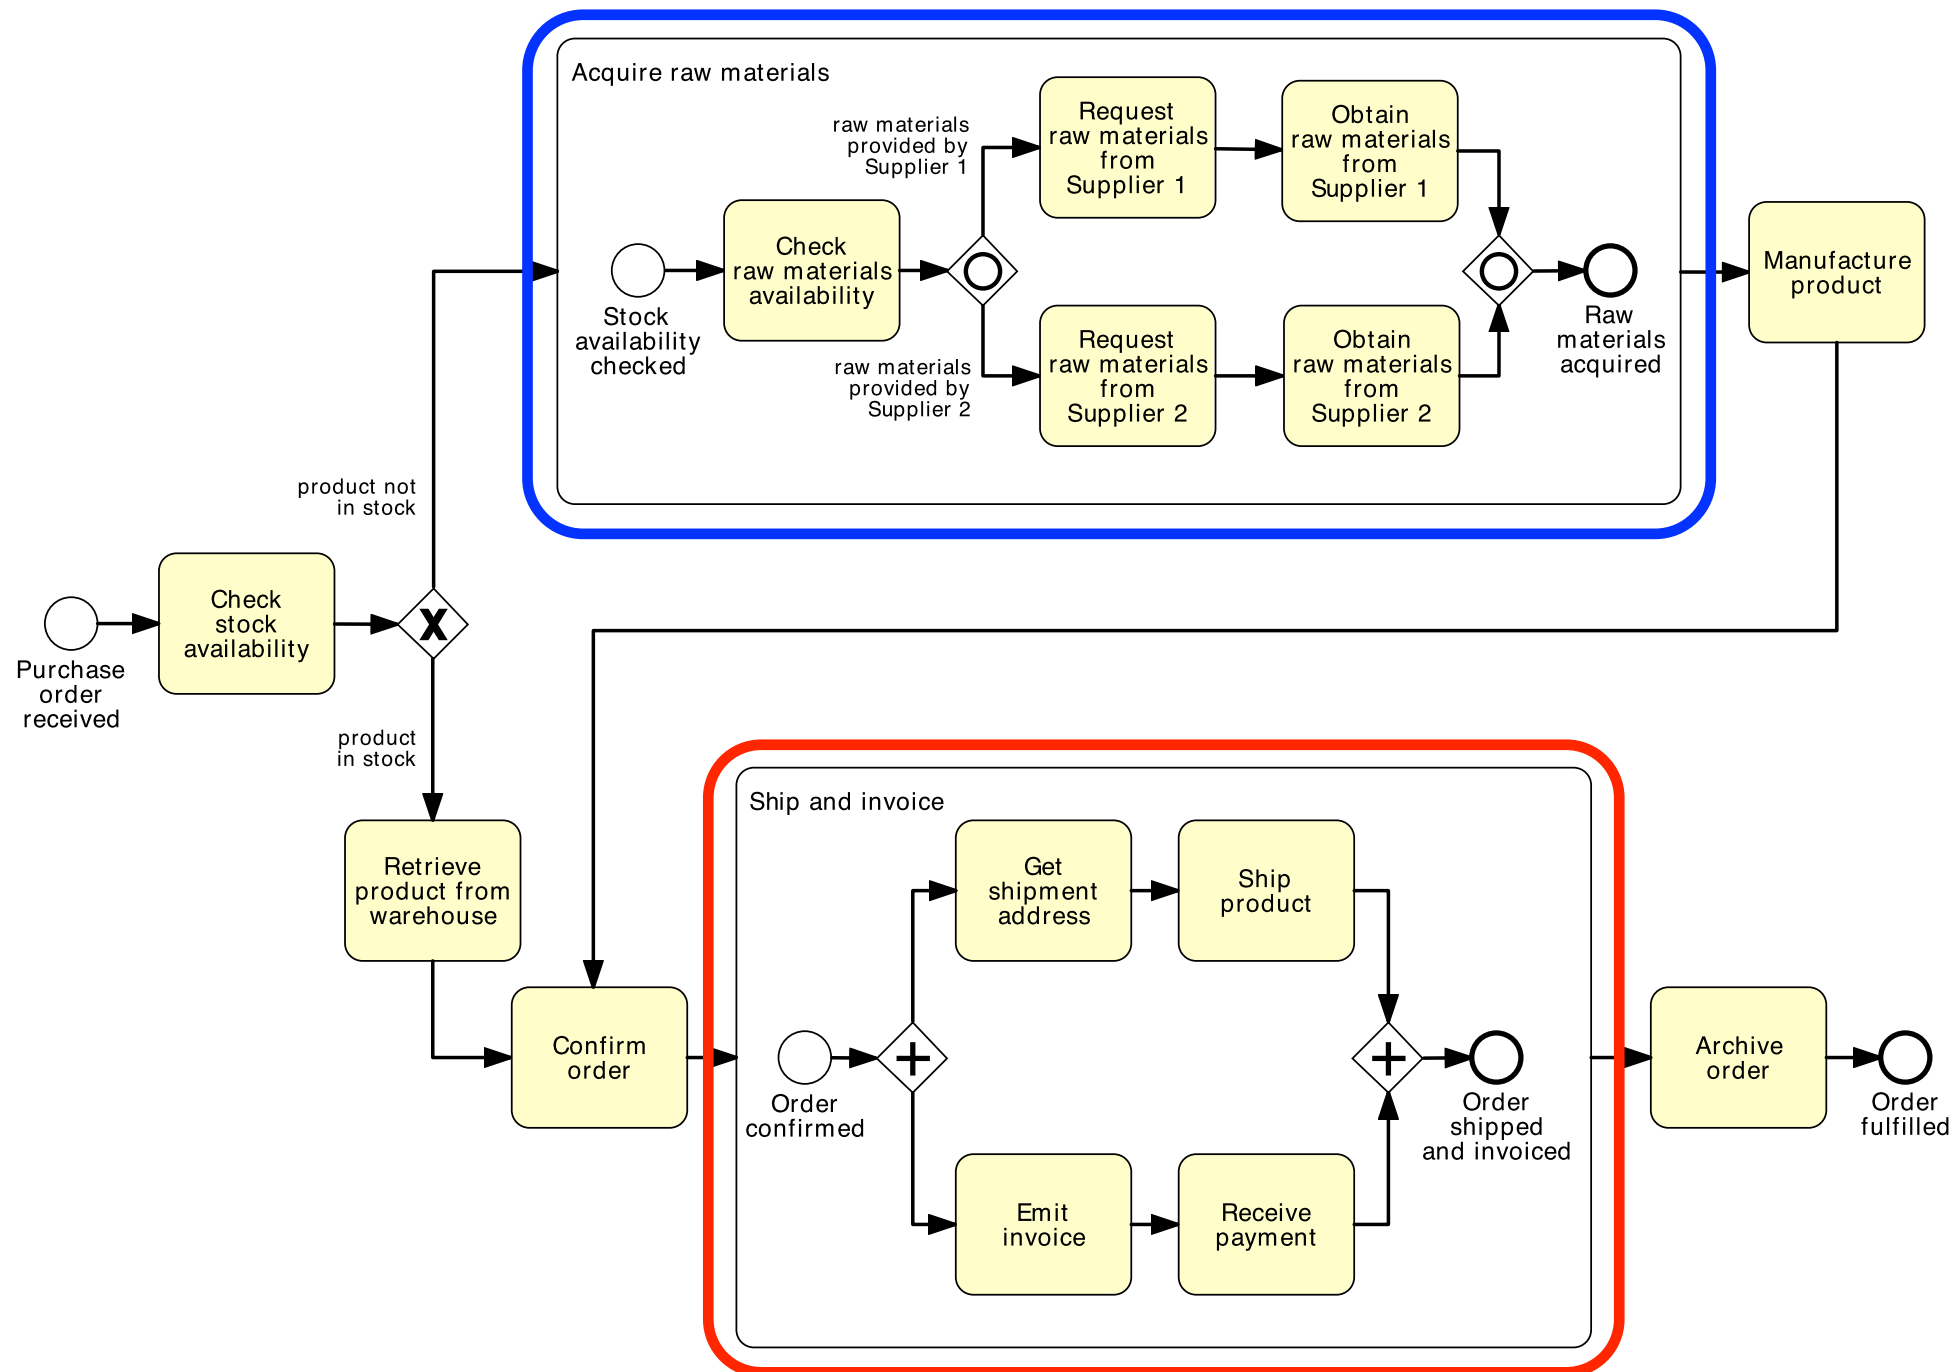 Acquire raw materials
raw materials
provided by
Supplier 1
Request
raw materials
from
Supplier 1
Obtain
raw materials
from
Supplier 1
Check
raw materials
availability
Stock
availability
checked
raw materials
provided by
Supplier 2
Request
raw materials
from
Supplier 2
Obtain
raw materials
from
Supplier 2
Raw
materials
acquired
Manufacture
product
product not
in stock
Purchase
order
received
Check
stock
availability
X
product
in stock
Retrieve
product from
warehouse
Confirm
order
Ship and invoice
Order
confirmed
Get
shipment
address
Ship
product
Emit
invoice
Receive
payment
Order
shipped
and invoiced
Archive
order
Order
fulfilled